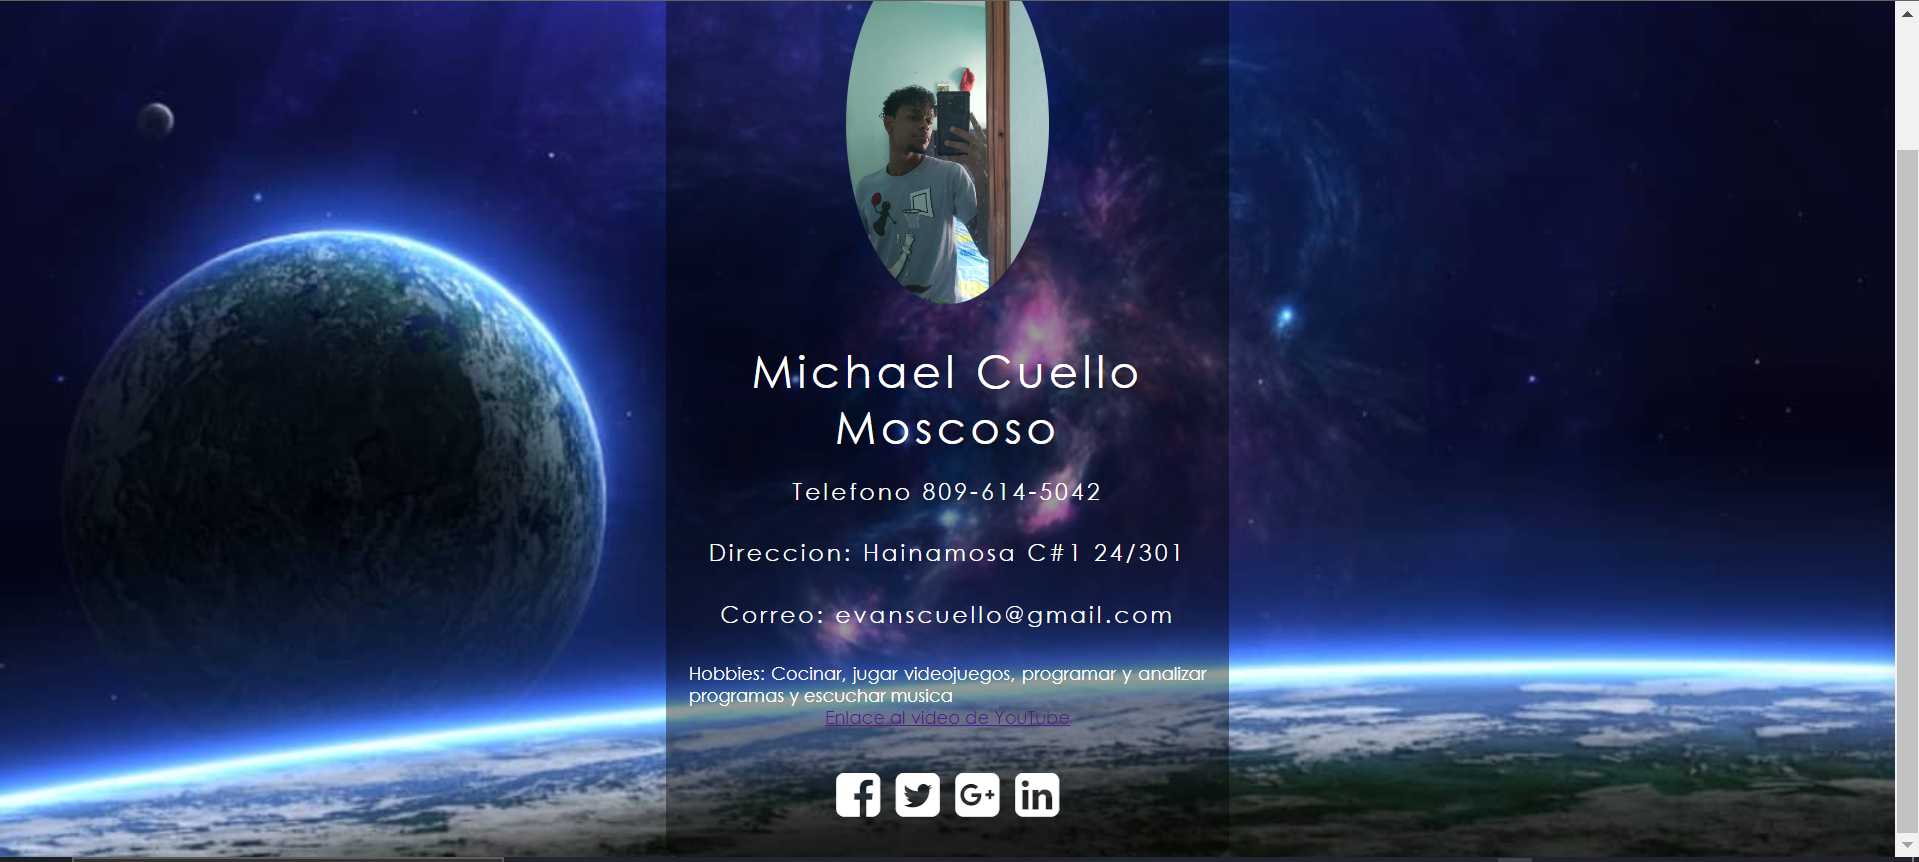 Michael Cuello
Moscoso
Telefono 809-614-5042
Direccion: Hainamosa C#1 24/301
Correo: evanscuello@gmail.com
Hobbies: Cocinar, jugar videojuegos, programar y analizar
programas y escuchar musica
Enlace al video de YouTube
f G+ in